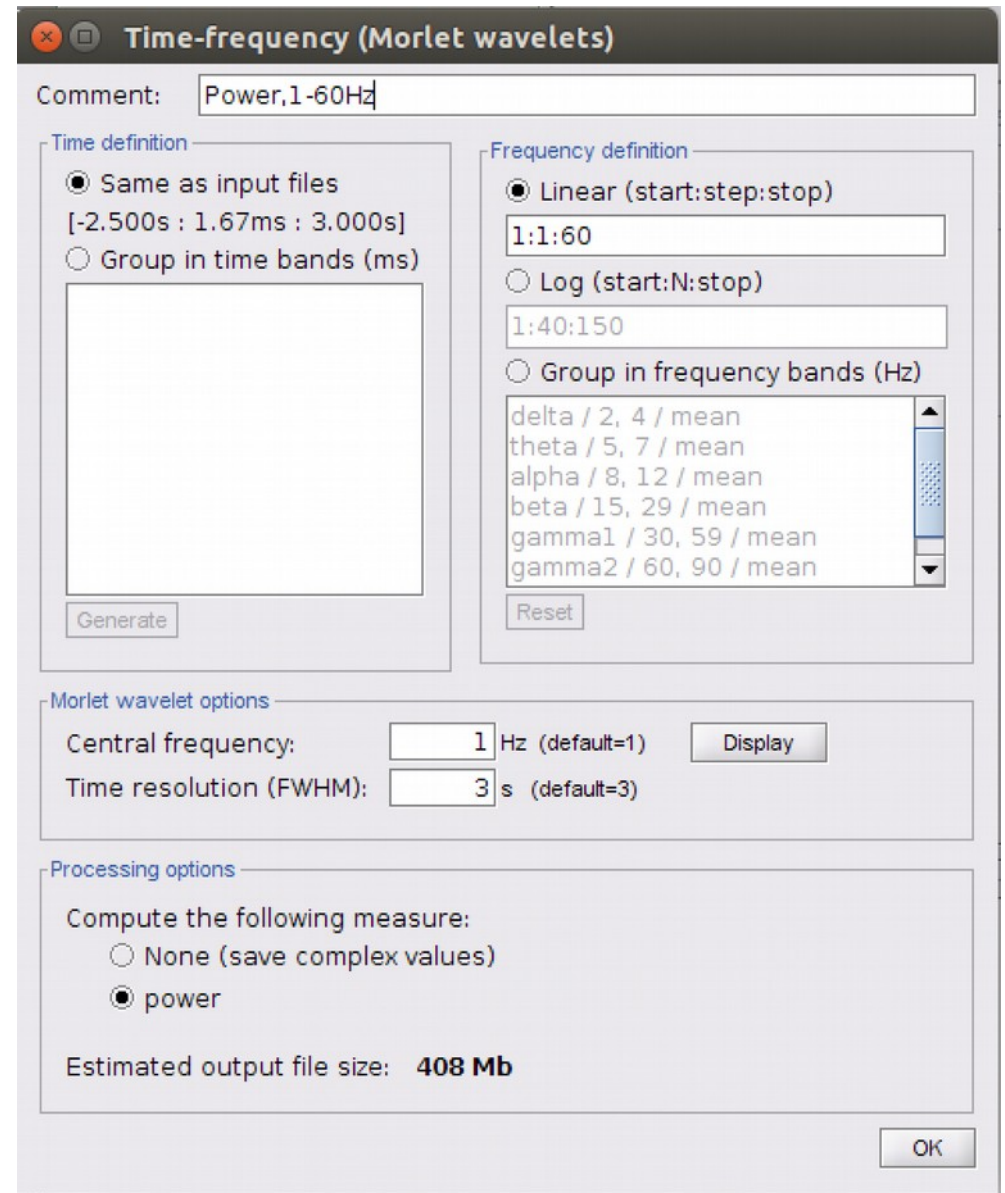 Time-frequency (Morlet wavelets)
Comment: Power,1-60Hz
Time definition
Same as input files
[-2.500s : 1.67ms : 3.000s]
Group in time bands (ms)
Generate
Frequency definition
Linear (start:step:stop)
1:1:60
Log (start:N:stop)
1:40:150
Group in frequency bands (Hz)
delta / 2, 4 / mean
theta / 5, 7 / mean
alpha / 8, 12 / mean
beta / 15, 29 / mean
gamma1 / 30, 59 / mean
gamma2 / 60, 90 / mean
Reset
Morlet wavelet options
Central frequency: 1 Hz (default=1) Display
Time resolution (FWHM): 3 s (default=3)
Processing options
Compute the following measure:
None (save complex values)
power
Estimated output file size: 408 Mb
OK